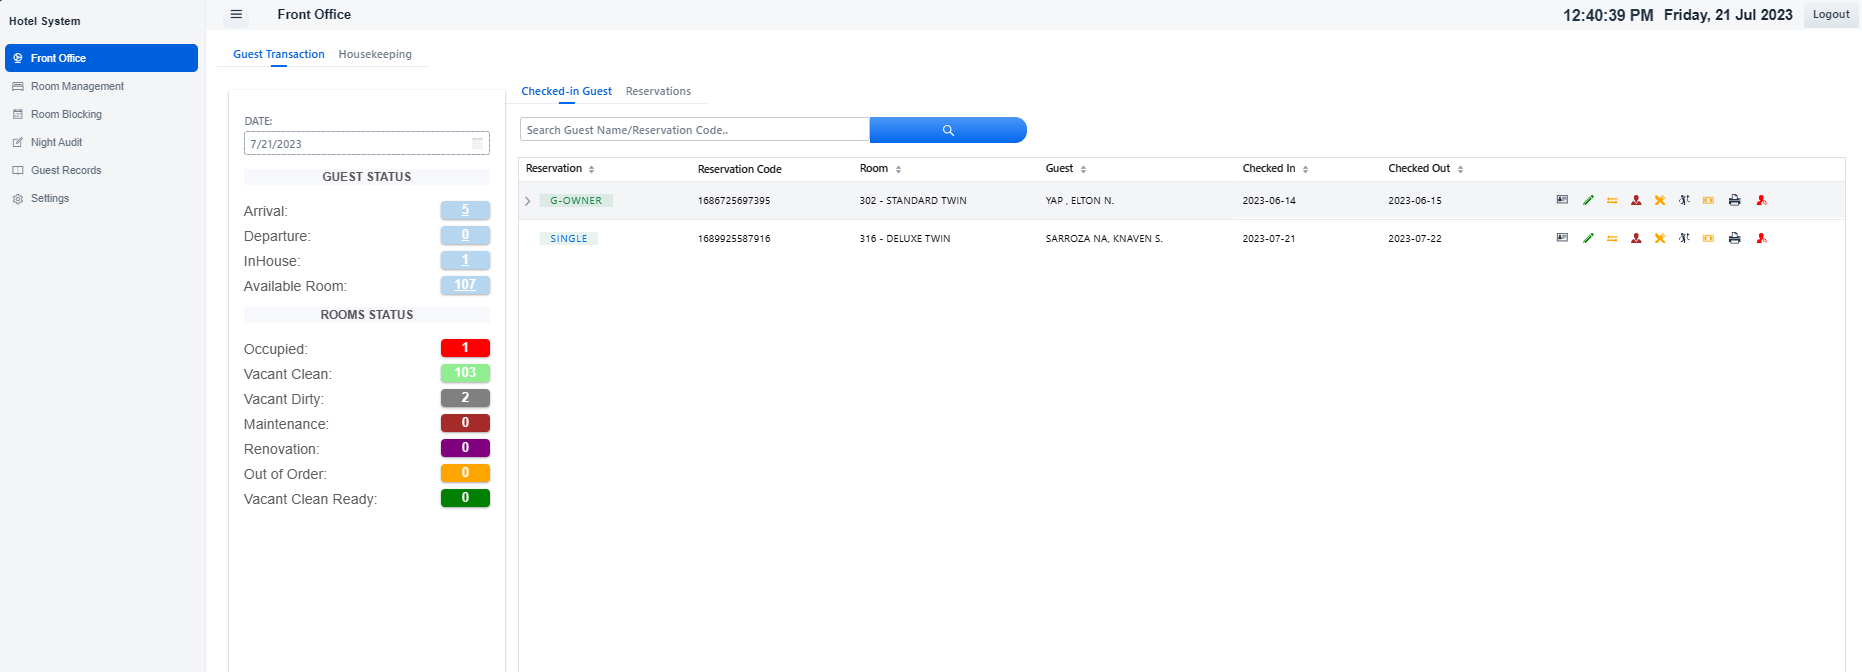 Hotel System
Front Office
Room Management
Room Blocking
Night Audit
Guest Records
Settings
Front Office
12:40:39 PM Friday, 21 Jul 2023 Logout
Guest Transaction Housekeeping
DATE:
7/21/2023
GUEST STATUS
Arrival: 5
Departure: 0
InHouse: 1
Available Room: 107
ROOMS STATUS
Occupied: 1
Vacant Clean: 103
Vacant Dirty: 2
Maintenance: 0
Renovation: 0
Out of Order: 0
Vacant Clean Ready: 0
Checked-in Guest Reservations
Search Guest Name/Reservation Code..
Reservation Reservation Code Room Guest Checked In Checked Out
G-OWNER 1686725697395 302 - STANDARD TWIN YAP , ELTON N. 2023-06-14 2023-06-15
SINGLE 1689925587916 316 - DELUXE TWIN SARROZA NA, KNAVEN S. 2023-07-21 2023-07-22